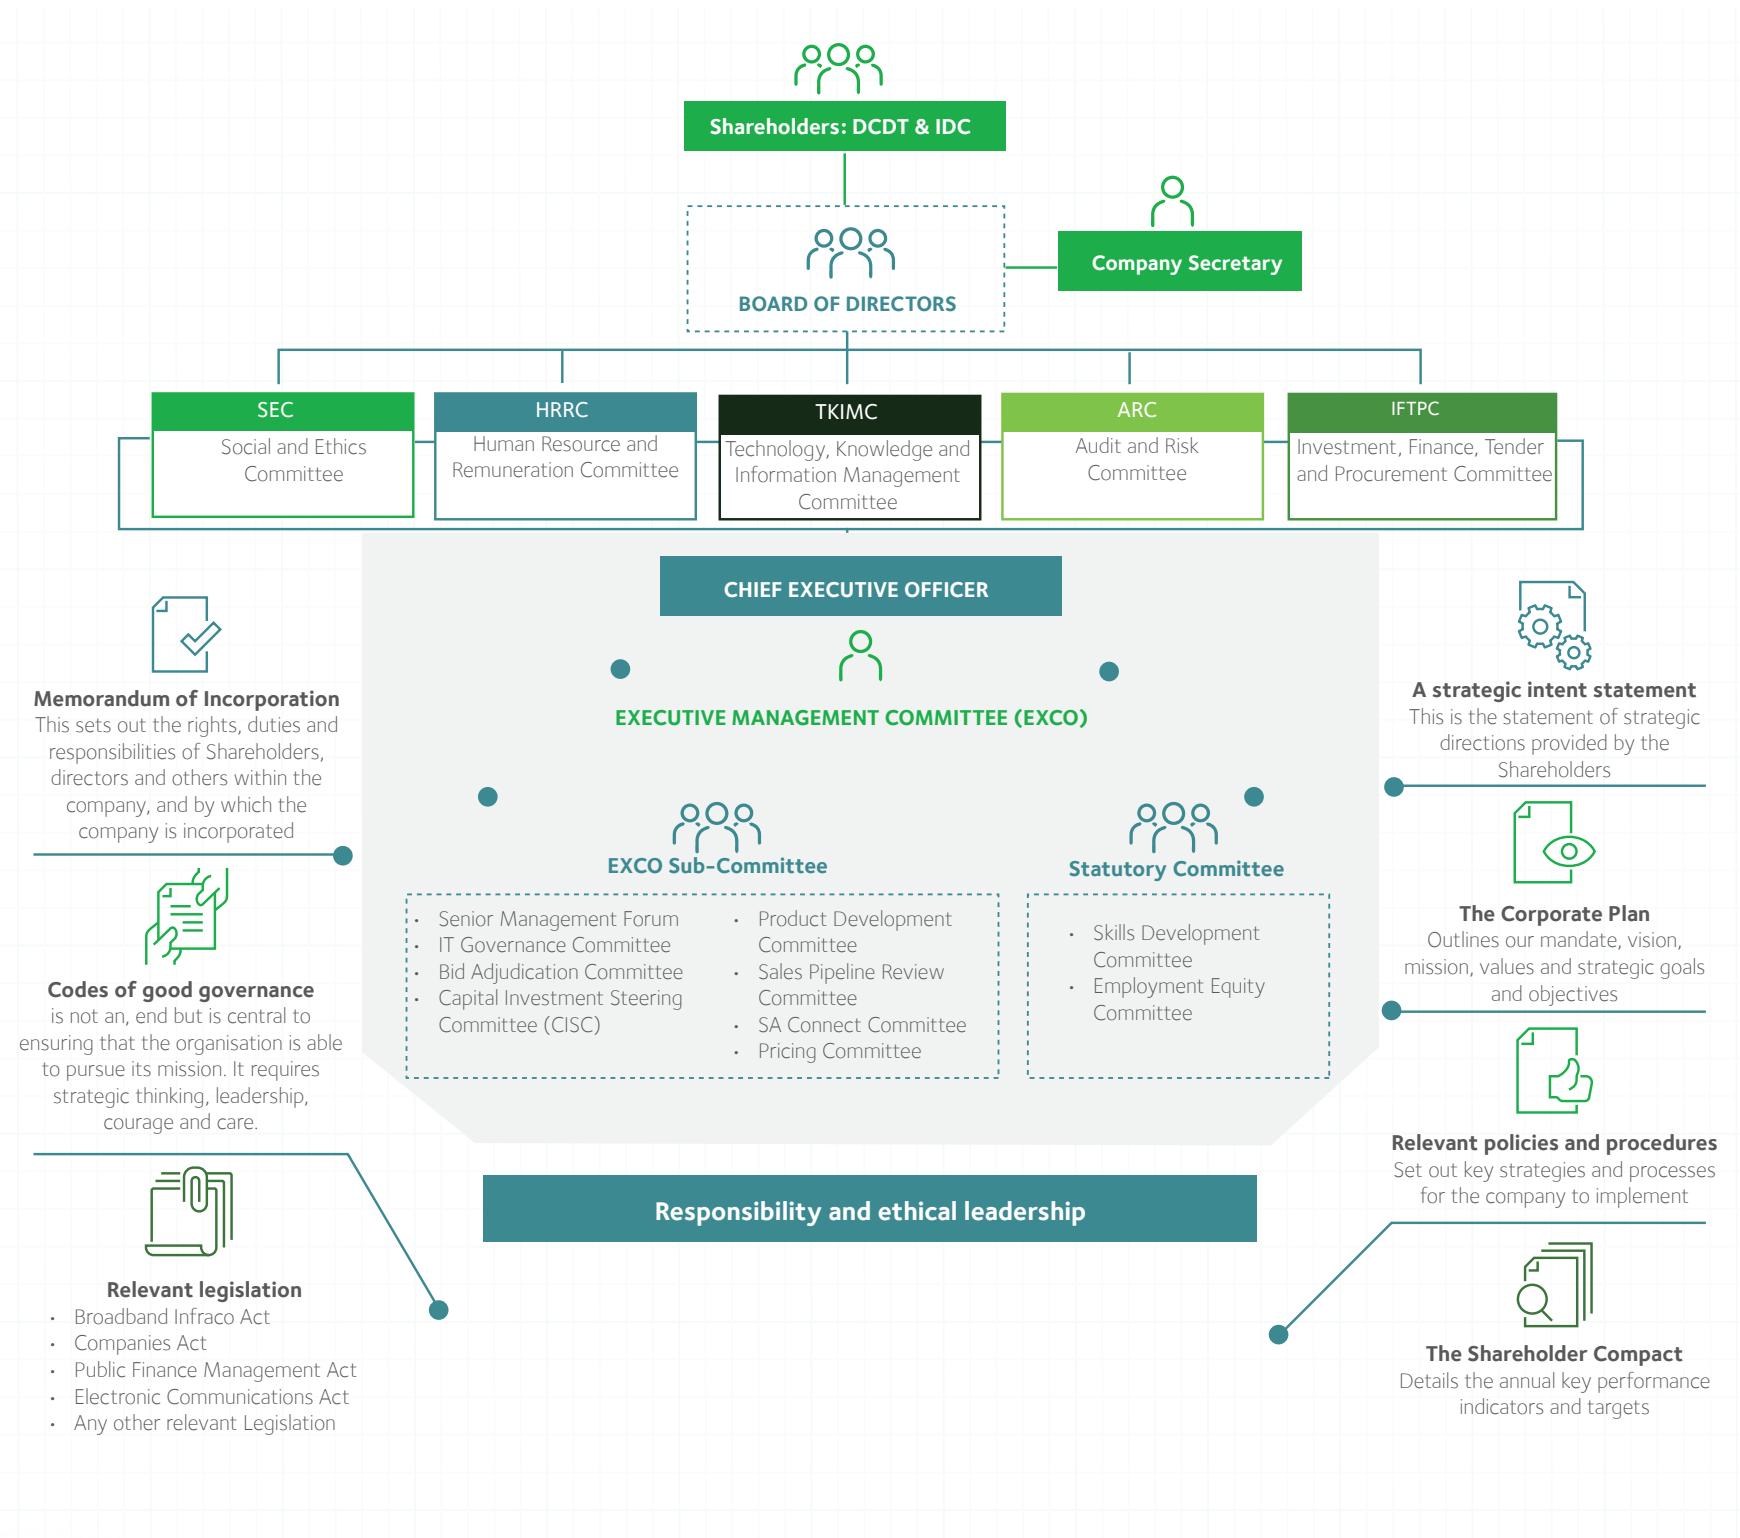 Shareholders: DCDT & IDC
Company Secretary
BOARD OF DIRECTORS
SEC
Social and Ethics
Committee
HRRC
Human Resource and
Remuneration Committee
TKIMC
Technology, Knowledge and
Information Management
Committee
ARC
Audit and Risk
Committee
IFTPC
Investment, Finance, Tender
and Procurement Committee
CHIEF EXECUTIVE OFFICER
EXECUTIVE MANAGEMENT COMMITTEE (EXCO)
EXCO Sub-Committee
• Senior Management Forum
• IT Governance Committee
• Bid Adjudication Committee
• Capital Investment Steering
Committee (CISC)
• Product Development
Committee
• Sales Pipeline Review
Committee
• SA Connect Committee
• Pricing Committee
Statutory Committee
• Skills Development
Committee
• Employment Equity
Committee
Memorandum of Incorporation
This sets out the rights, duties and
responsibilities of Shareholders,
directors and others within the
company, and by which the
company is incorporated
Codes of good governance
is not an, end but is central to
ensuring that the organisation is able
to pursue its mission. It requires
strategic thinking, leadership,
courage and care.
Relevant legislation
• Broadband Infraco Act
• Companies Act
• Public Finance Management Act
• Electronic Communications Act
• Any other relevant Legislation
A strategic intent statement
This is the statement of strategic
directions provided by the
Shareholders
The Corporate Plan
Outlines our mandate, vision,
mission, values and strategic goals
and objectives
Relevant policies and procedures
Set out key strategies and processes
for the company to implement
The Shareholder Compact
Details the annual key performance
indicators and targets
Responsibility and ethical leadership